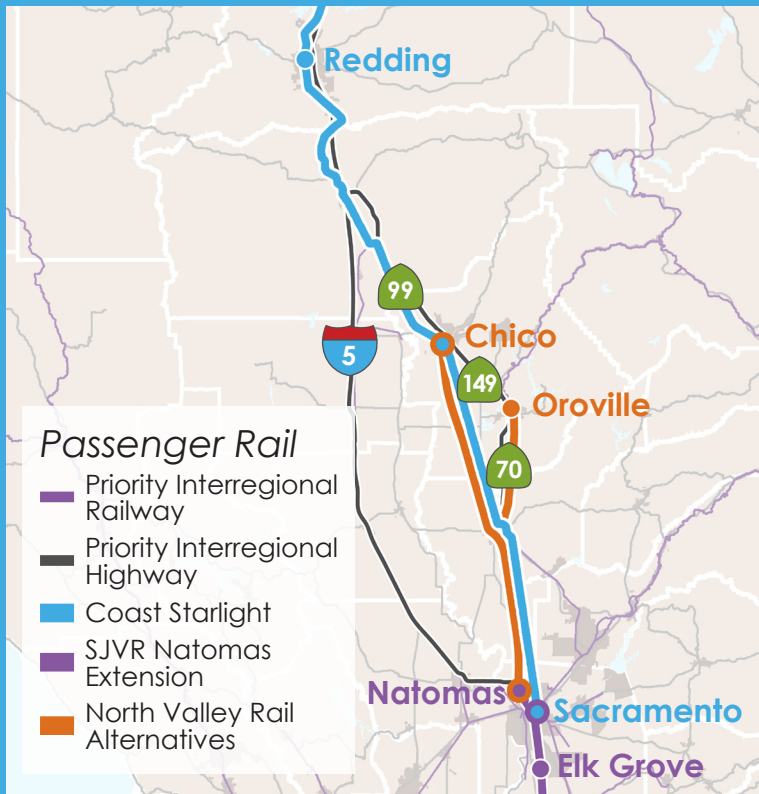 Redding
99
Chico
5
149
Oroville
70
Passenger Rail
Priority Interregional
Railway
Priority Interregional
Highway
Coast Starlight
SJVR Natomas
Extension
North Valley Rail
Alternatives
Natomas
Sacramento
Elk Grove